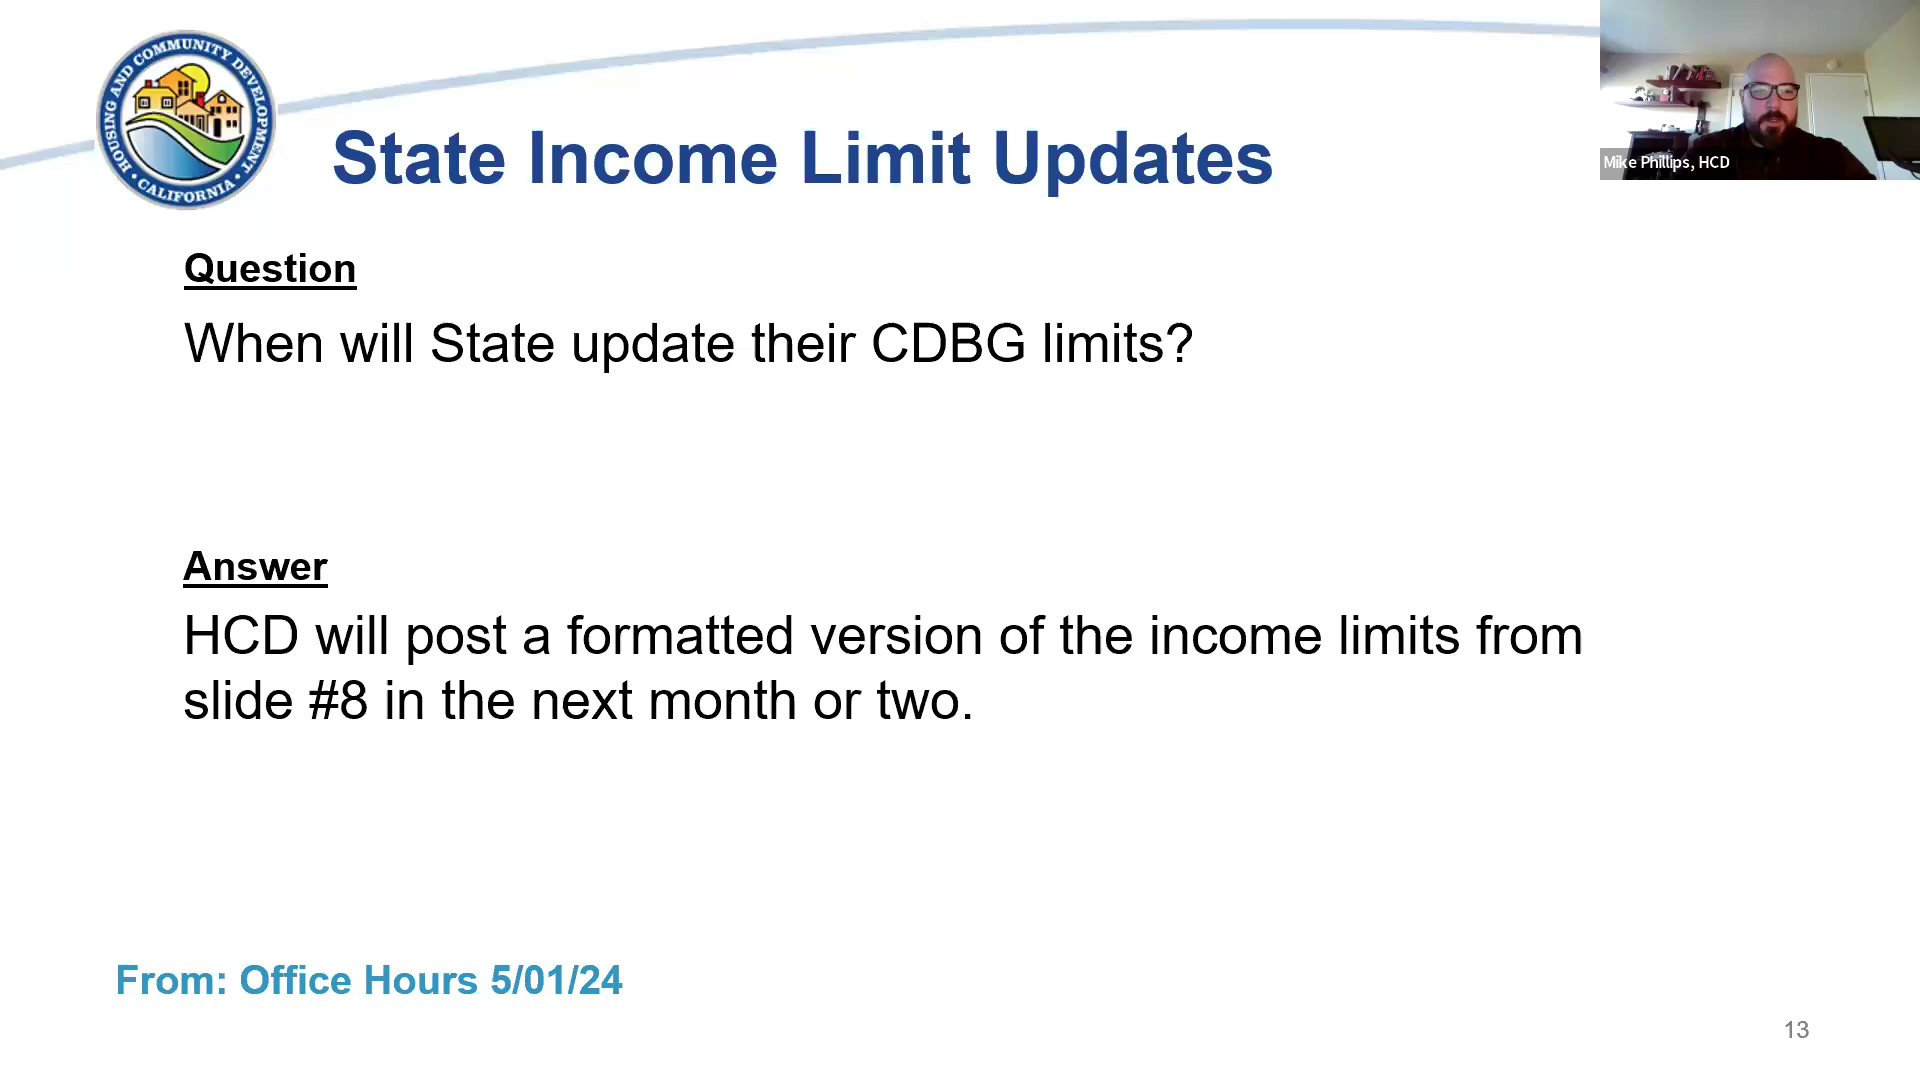 HOUSING AND COMMUNITY DEVELOPMENT
• CALIFORNIA •
State Income Limit Updates
Mike Phillips, HCD
Question
When will State update their CDBG limits?
Answer
HCD will post a formatted version of the income limits from
slide #8 in the next month or two.
From: Office Hours 5/01/24
13